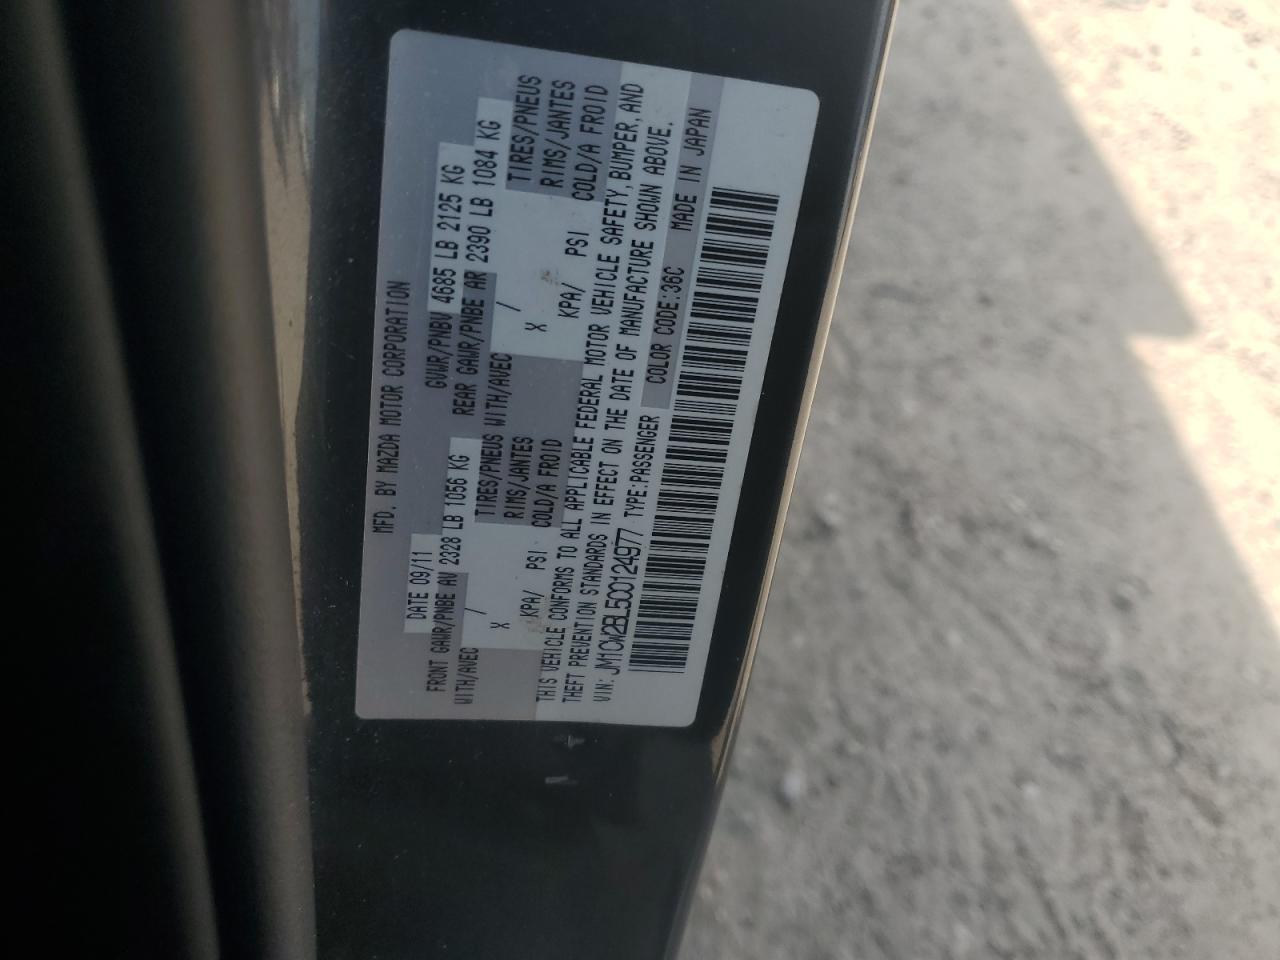 MFD. BY MAZDA MOTOR CORPORATION
DATE 09/11 GVWR/PNBV 4685 LB 2125 KG
FRONT GAWR/PNBE AV 2328 LB 1056 KG REAR GAWR/PNBE AR 2390 LB 1084 KG
WITH/AVEC / TIRES/PNEUS WITH/AVEC / TIRES/PNEUS
X RIMS/JANTES X RIMS/JANTES
KPA/ PSI COLD/A FROID KPA/ PSI COLD/A FROID
THIS VEHICLE CONFORMS TO ALL APPLICABLE FEDERAL MOTOR VEHICLE SAFETY, BUMPER, AND
THEFT PREVENTION STANDARDS IN EFFECT ON THE DATE OF MANUFACTURE SHOWN ABOVE.
VIN: JM1CW2BL5C0124977 TYPE:PASSENGER COLOR CODE:36C MADE IN JAPAN